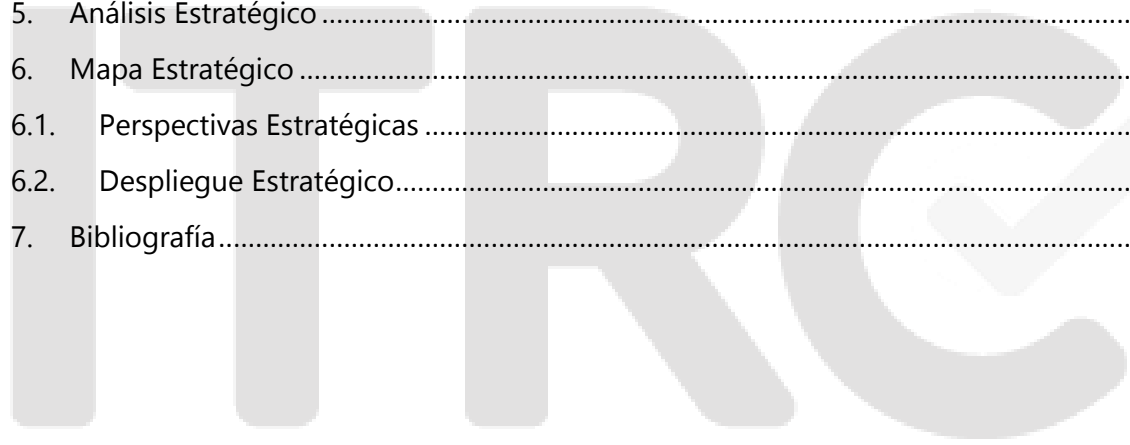 5. Análisis Estratégico ........................................................................................................
6. Mapa Estratégico ........................................................................................................
6.1. Perspectivas Estratégicas ........................................................................................
6.2. Despliegue Estratégico............................................................................................
7. Bibliografía....................................................................................................................
ITRC